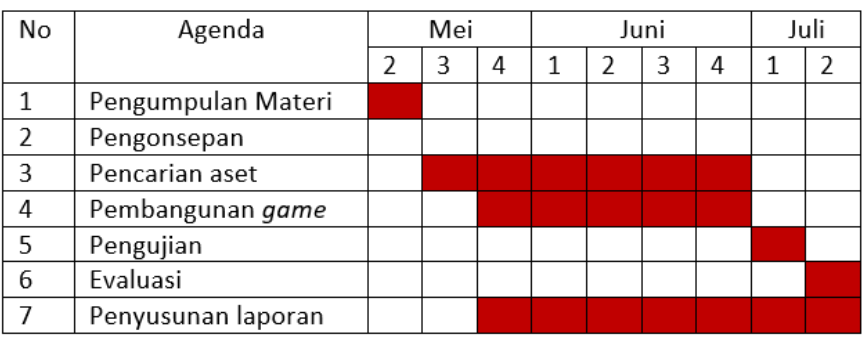 No Agenda Mei Juni Juli
2 3 4 1 2 3 4 1 2
1 Pengumpulan Materi
2 Pengonsepan
3 Pencarian aset
4 Pembangunan game
5 Pengujian
6 Evaluasi
7 Penyusunan laporan